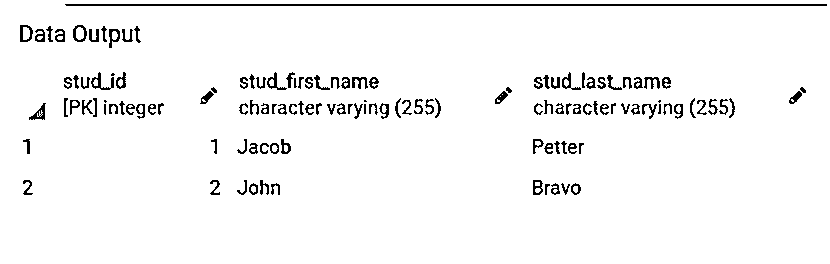 Data Output
stud_id stud_first_name stud_last_name
[PK] integer character varying (255) character varying (255)
1 1 Jacob Petter
2 2 John Bravo